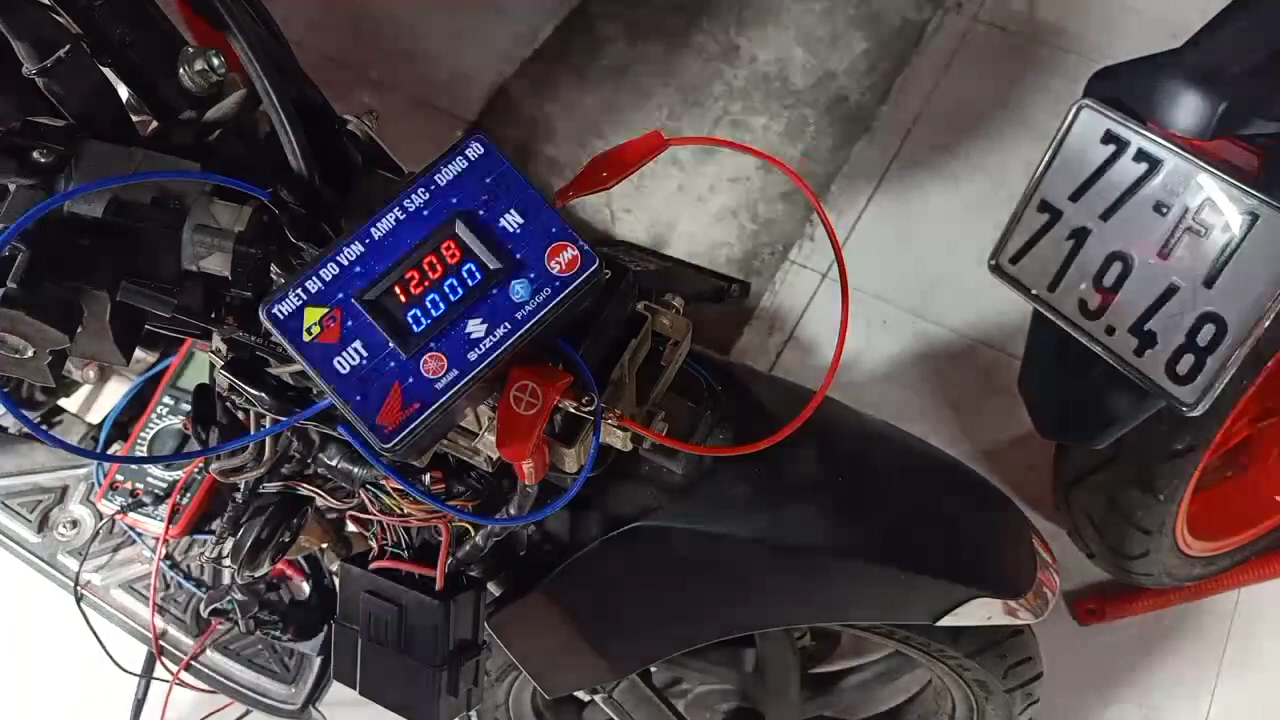 THIẾT BỊ ĐO VÔN - AMPE SẠC - DÒNG RÒ
12.08
0.000
IN
OUT
SYM
PIAGGIO
SUZUKI
YAMAHA
HONDA
77-F1
719.48